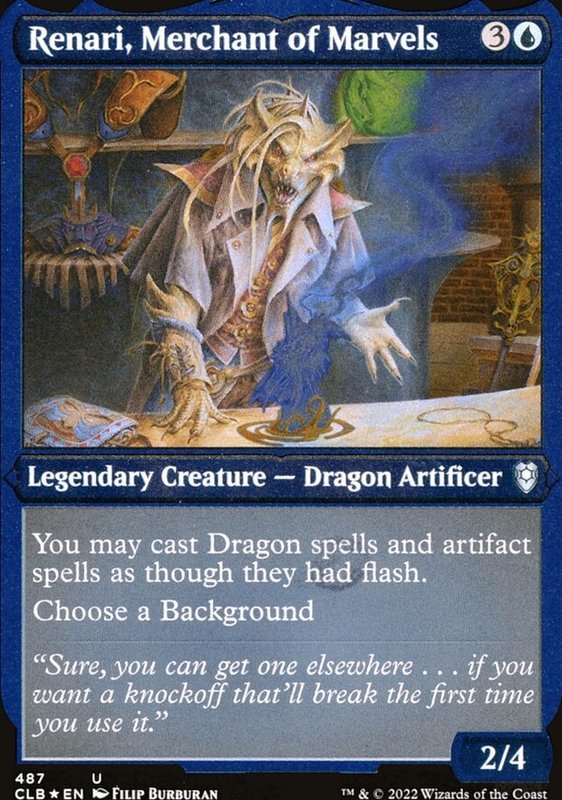 Renari, Merchant of Marvels 3
Legendary Creature — Dragon Artificer
You may cast Dragon spells and artifact
spells as though they had flash.
Choose a Background
“Sure, you can get one elsewhere . . . if you
want a knockoff that’ll break the first time
you use it.”
2/4
487 U
CLB ★ EN Filip Burburan
™ & © 2022 Wizards of the Coast